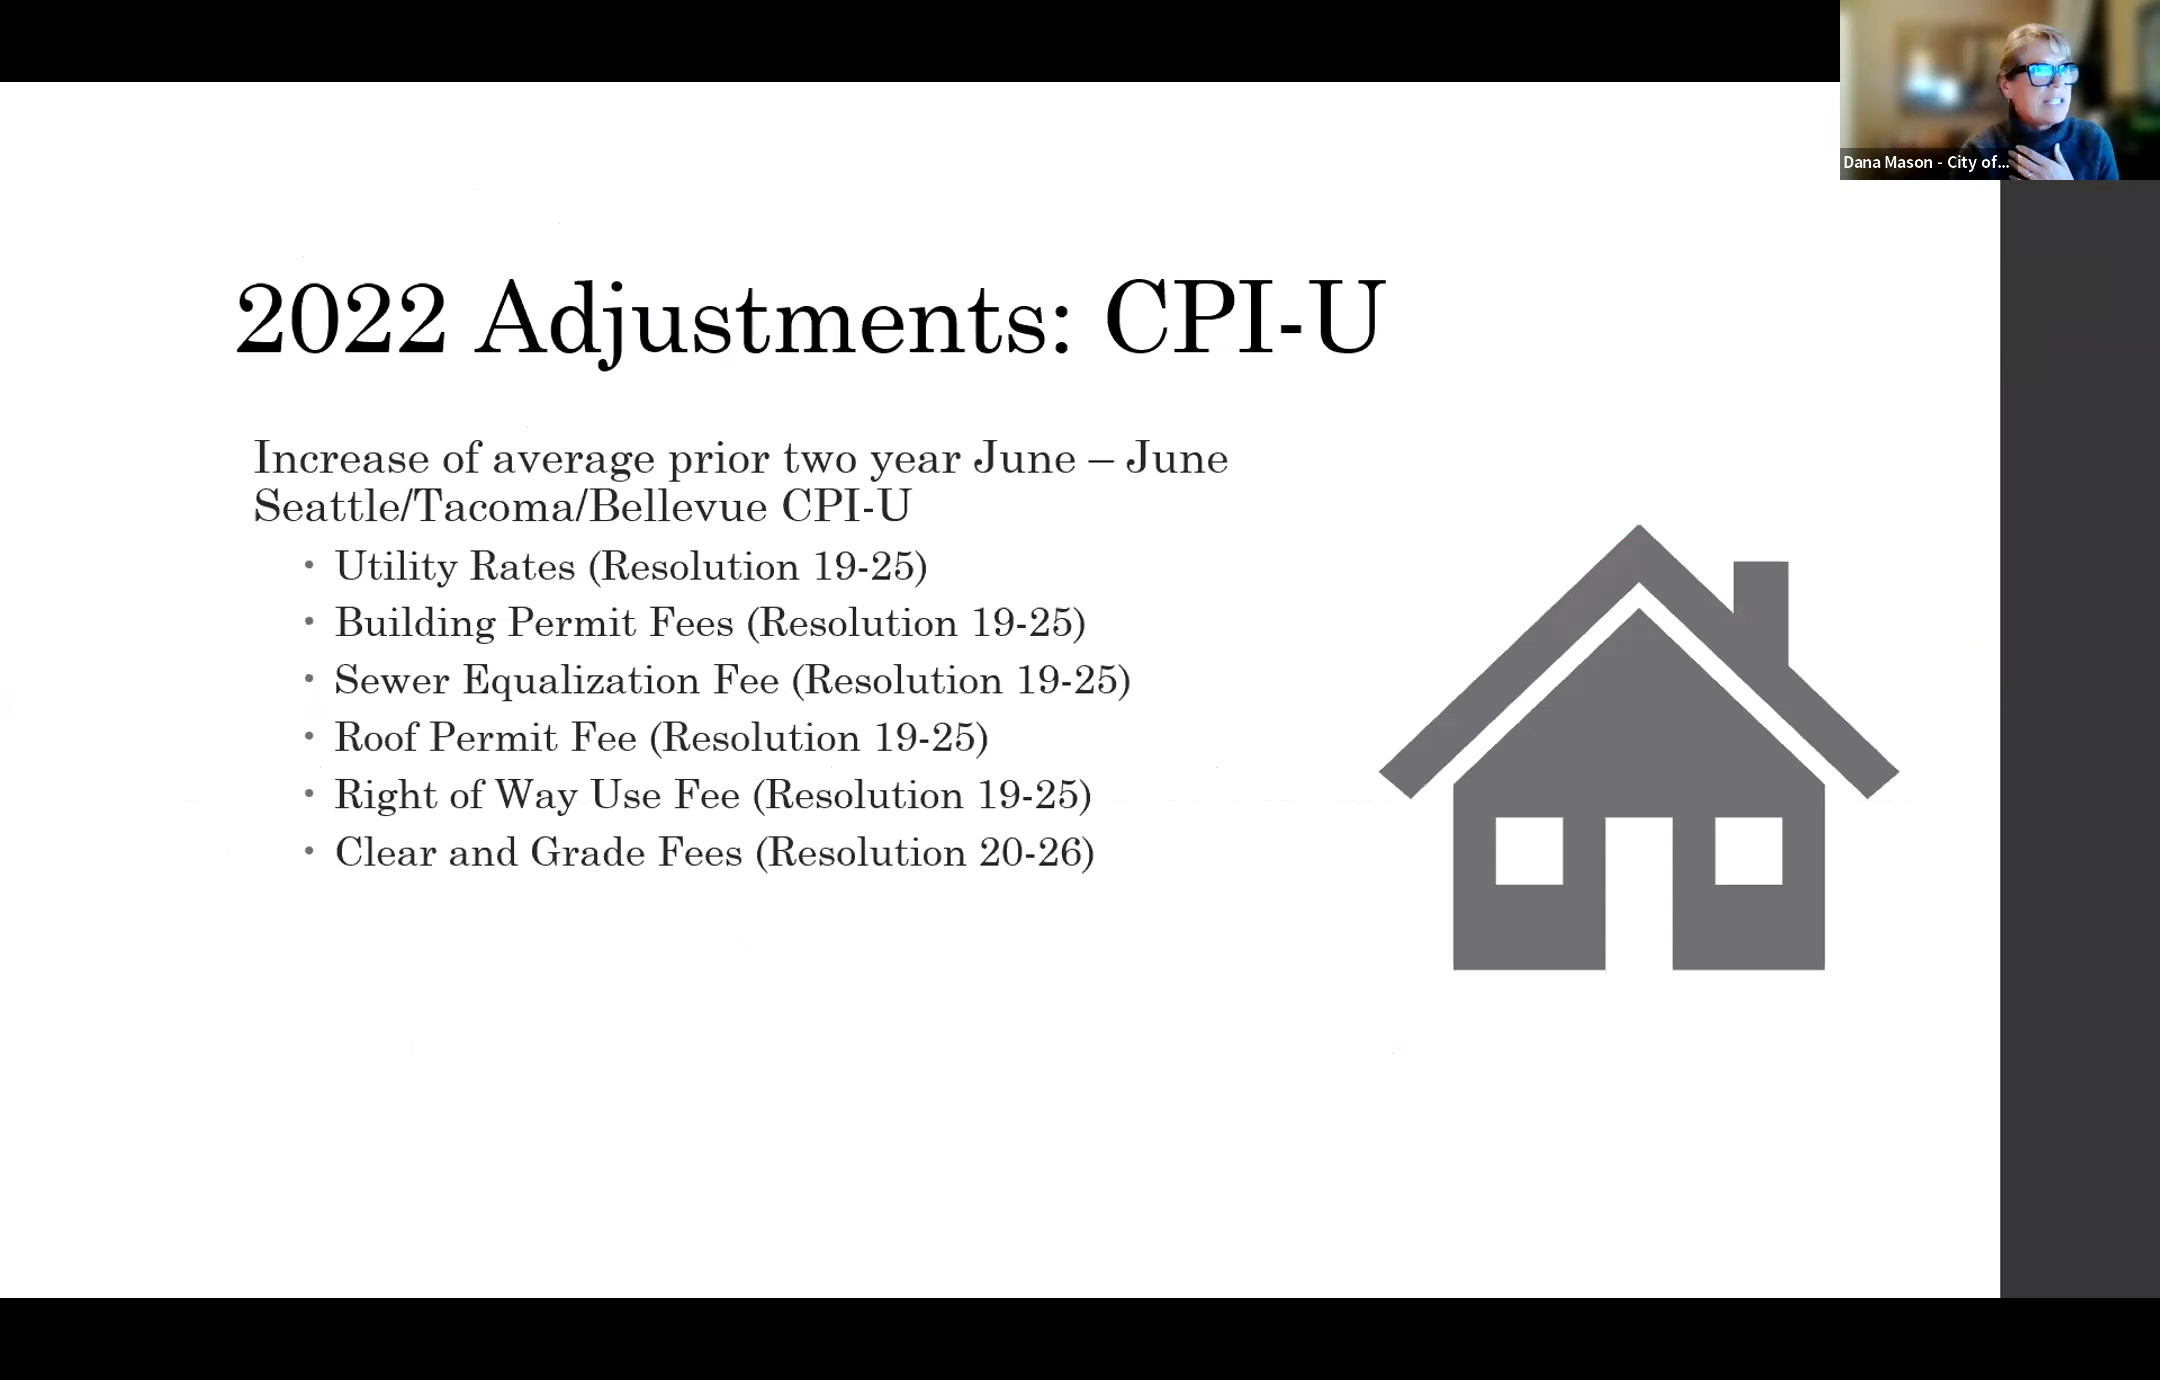 Dana Mason - City of...
2022 Adjustments: CPI-U
Increase of average prior two year June – June
Seattle/Tacoma/Bellevue CPI-U
• Utility Rates (Resolution 19-25)
• Building Permit Fees (Resolution 19-25)
• Sewer Equalization Fee (Resolution 19-25)
• Roof Permit Fee (Resolution 19-25)
• Right of Way Use Fee (Resolution 19-25)
• Clear and Grade Fees (Resolution 20-26)